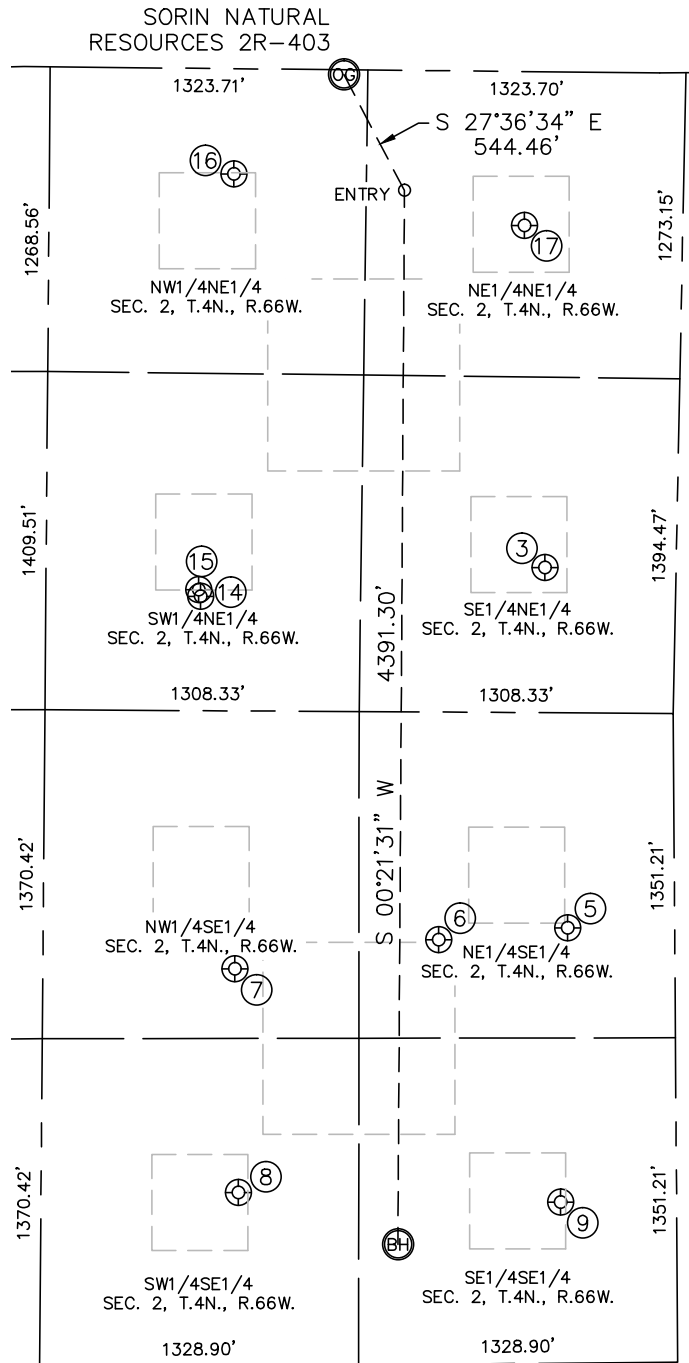 SORIN NATURAL
RESOURCES 2R-403
OG
1323.71’
1323.70’
S 27°36’34” E
544.46’
16
ENTRY
17
1268.56’
1273.15’
NW1/4NE1/4
SEC. 2, T.4N., R.66W.
NE1/4NE1/4
SEC. 2, T.4N., R.66W.
1409.51’
1394.47’
15
14
3
SW1/4NE1/4
SEC. 2, T.4N., R.66W.
SE1/4NE1/4
SEC. 2, T.4N., R.66W.
4391.30’
1308.33’
1308.33’
S 00°21’31” W
1370.42’
1351.21’
6
5
NW1/4SE1/4
SEC. 2, T.4N., R.66W.
NE1/4SE1/4
SEC. 2, T.4N., R.66W.
7
8
9
1370.42’
1351.21’
BH
SW1/4SE1/4
SEC. 2, T.4N., R.66W.
SE1/4SE1/4
SEC. 2, T.4N., R.66W.
1328.90’
1328.90’